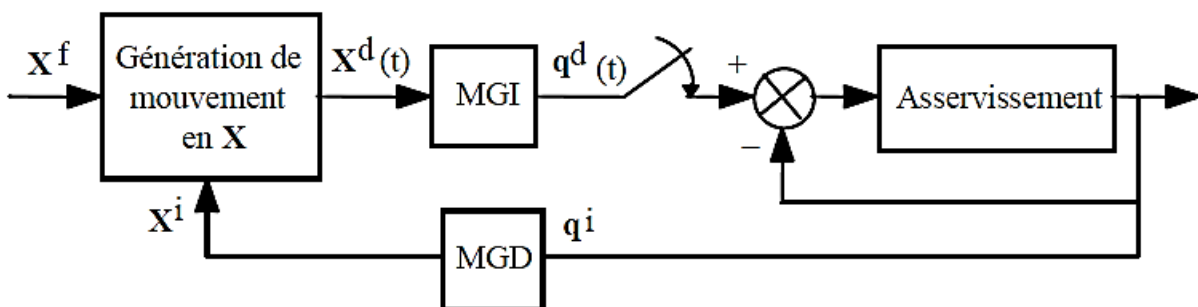 X^f
Génération de
mouvement
en X
X^d(t)
MGI
q^d (t)
+
−
Asservissement
X^i
MGD
q^i